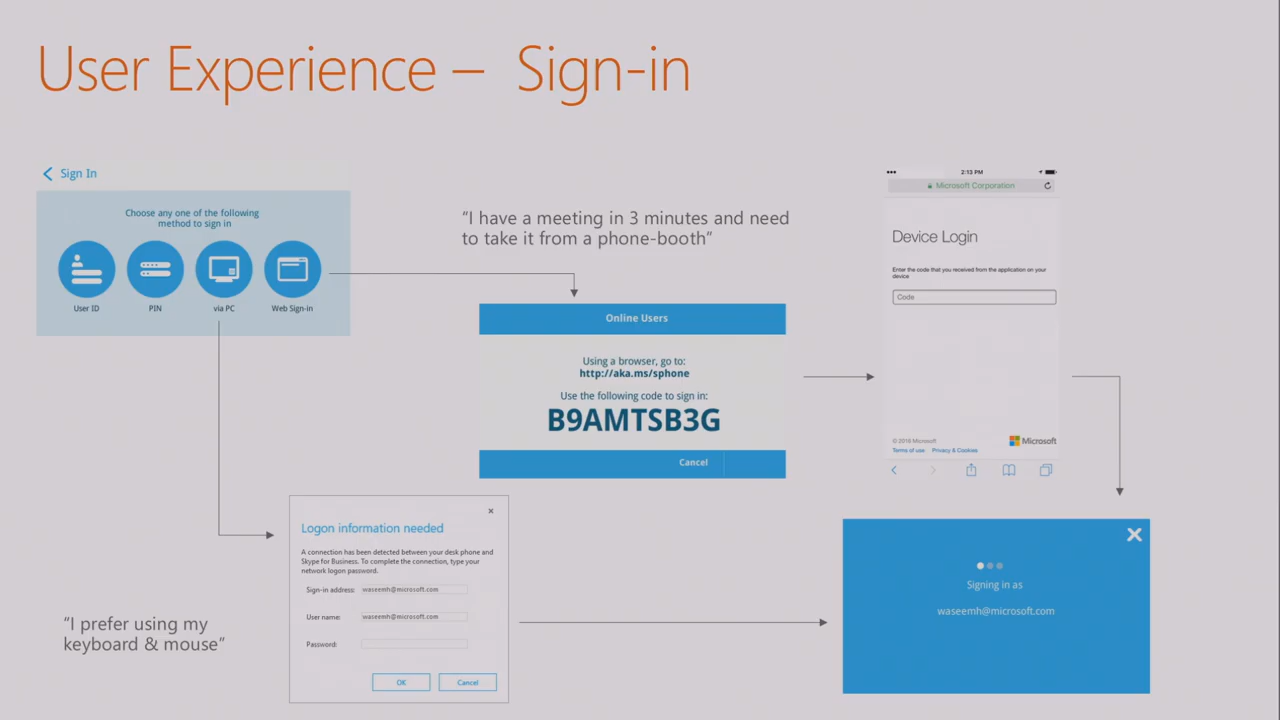 User Experience – Sign-in
Sign In
Choose any one of the following
method to sign in
User ID
PIN
via PC
Web Sign-in
“I have a meeting in 3 minutes and need
to take it from a phone-booth”
Online Users
Using a browser, go to:
http://aka.ms/sphone
Use the following code to sign in:
B9AMTSB3G
Cancel
2:13 PM
Microsoft Corporation
Device Login
Enter the code that you received from the application on your
device
Code
© 2016 Microsoft
Microsoft
Terms of use Privacy & Cookies
Logon information needed
A connection has been detected between your desk phone and
Skype for Business. To complete the connection, type your
network logon password.
Sign-in address: waseemh@microsoft.com
User name: waseemh@microsoft.com
Password:
OK Cancel
“I prefer using my
keyboard & mouse”
Signing in as
waseemh@microsoft.com